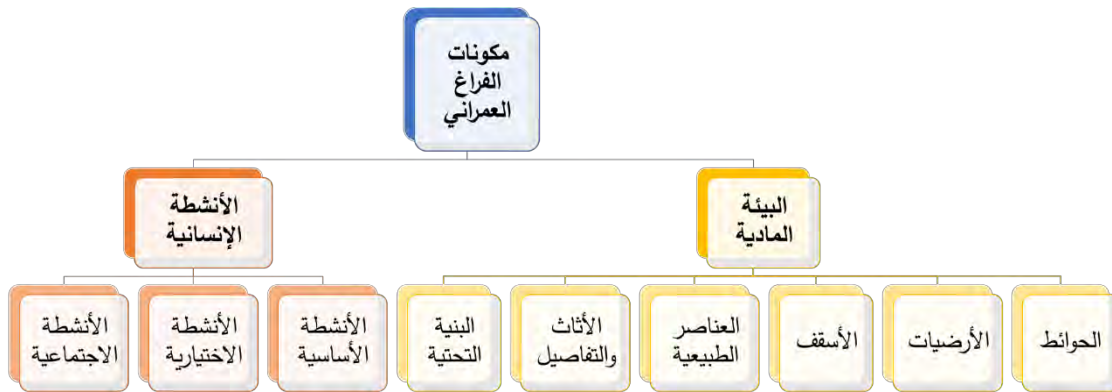 مكونات
الفراغ
العمراني
البيئة
المادية
الأنشطة
الإنسانية
الحوائط
الأرضيات
الأسقف
العناصر
الطبيعية
الأثاث
والتفاصيل
البنية
التحتية
الأنشطة
الأساسية
الأنشطة
الاختيارية
الأنشطة
الاجتماعية